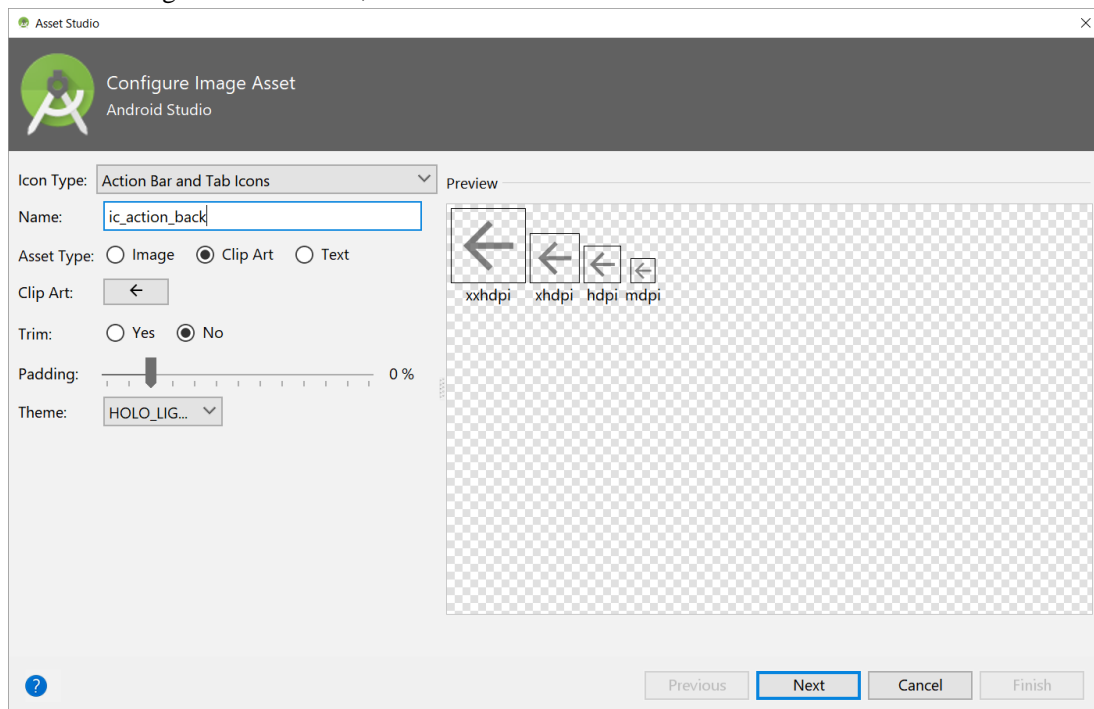 Asset Studio
Configure Image Asset
Android Studio
Icon Type: Action Bar and Tab Icons
Name: ic_action_back
Asset Type: Image Clip Art Text
Clip Art:
Trim: Yes No
Padding: 0 %
Theme: HOLO_LIG...
Preview
xxhdpi xhdpi hdpi mdpi
? Previous Next Cancel Finish